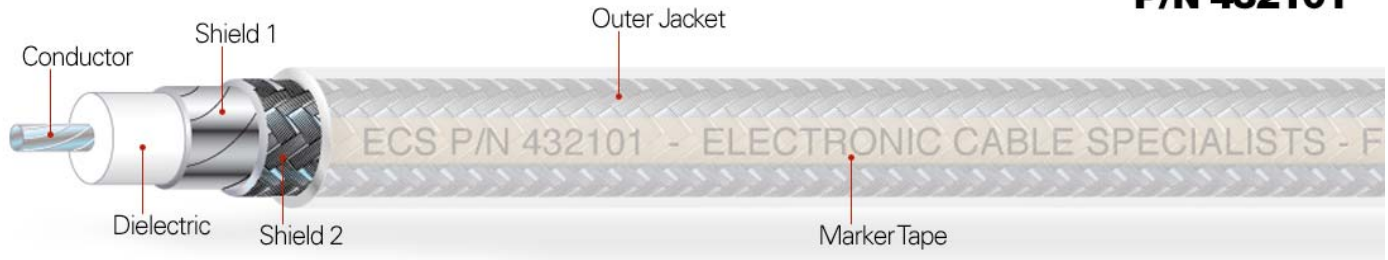 P/N 432101
Outer Jacket
Shield 1
Conductor
ECS P/N 432101 - ELECTRONIC CABLE SPECIALISTS - F
Dielectric
Shield 2
Marker Tape